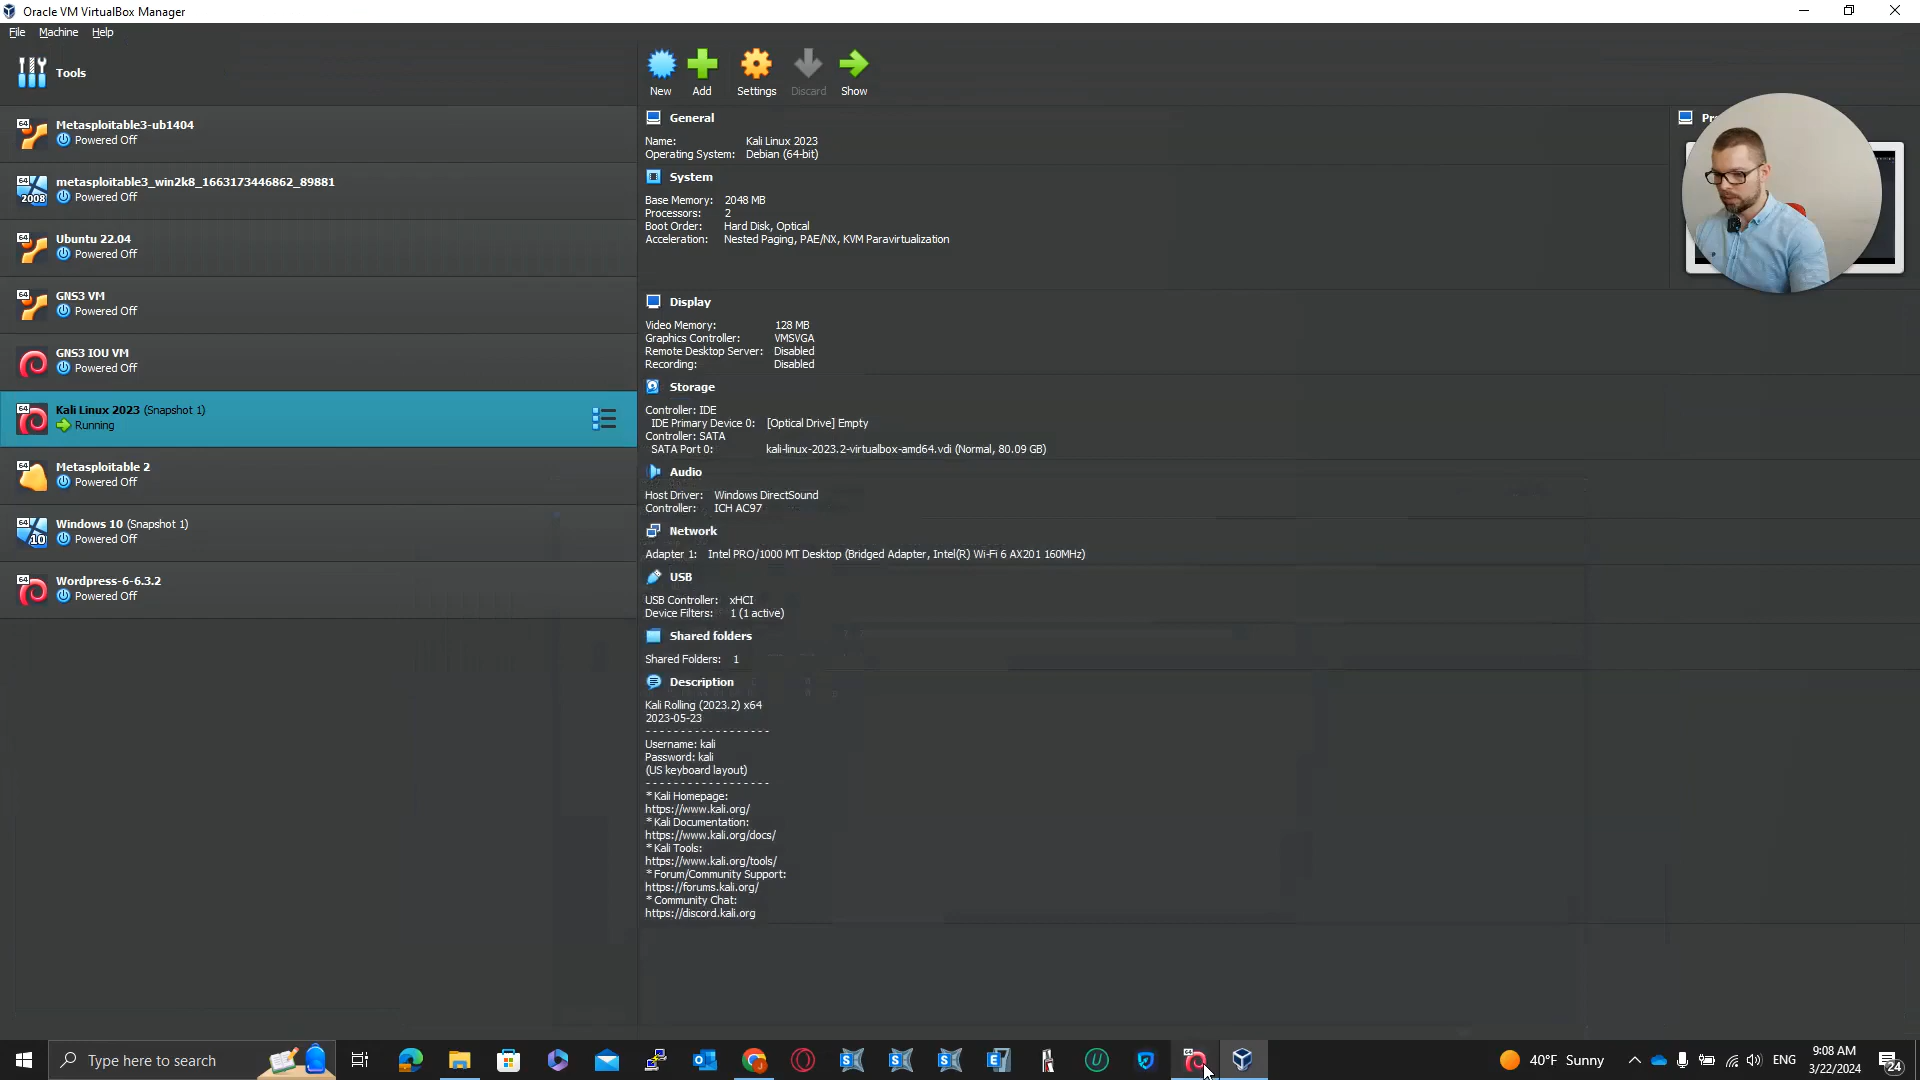 Oracle VM VirtualBox Manager
File Machine Help
Tools
New Add Settings Discard Show
64
Metasploitable3-ub1404
Powered Off
64
2008
metasploitable3_win2k8_1663173446862_89881
Powered Off
64
Ubuntu 22.04
Powered Off
64
GNS3 VM
Powered Off
GNS3 IOU VM
Powered Off
64
Kali Linux 2023 (Snapshot 1)
Running
64
Metasploitable 2
Powered Off
64
10
Windows 10 (Snapshot 1)
Powered Off
64
Wordpress-6-6.3.2
Powered Off
General
Name: Kali Linux 2023
Operating System: Debian (64-bit)
System
Base Memory: 2048 MB
Processors: 2
Boot Order: Hard Disk, Optical
Acceleration: Nested Paging, PAE/NX, KVM Paravirtualization
Display
Video Memory: 128 MB
Graphics Controller: VMSVGA
Remote Desktop Server: Disabled
Recording: Disabled
Storage
Controller: IDE
IDE Primary Device 0: [Optical Drive] Empty
Controller: SATA
SATA Port 0: kali-linux-2023.2-virtualbox-amd64.vdi (Normal, 80.09 GB)
Audio
Host Driver: Windows DirectSound
Controller: ICH AC97
Network
Adapter 1: Intel PRO/1000 MT Desktop (Bridged Adapter, Intel(R) Wi-Fi 6 AX201 160MHz)
USB
USB Controller: xHCI
Device Filters: 1 (1 active)
Shared folders
Shared Folders: 1
Description
Kali Rolling (2023.2) x64
2023-05-23
- - - - - - - - - - - - - - - - - - -
Username: kali
Password: kali
(US keyboard layout)
- - - - - - - - - - - - - - - - - - -
* Kali Homepage:
https://www.kali.org/
* Kali Documentation:
https://www.kali.org/docs/
* Kali Tools:
https://www.kali.org/tools/
* Forum/Community Support:
https://forums.kali.org/
* Community Chat:
https://discord.kali.org
Type here to search
40°F Sunny
ENG
9:08 AM
3/22/2024
24